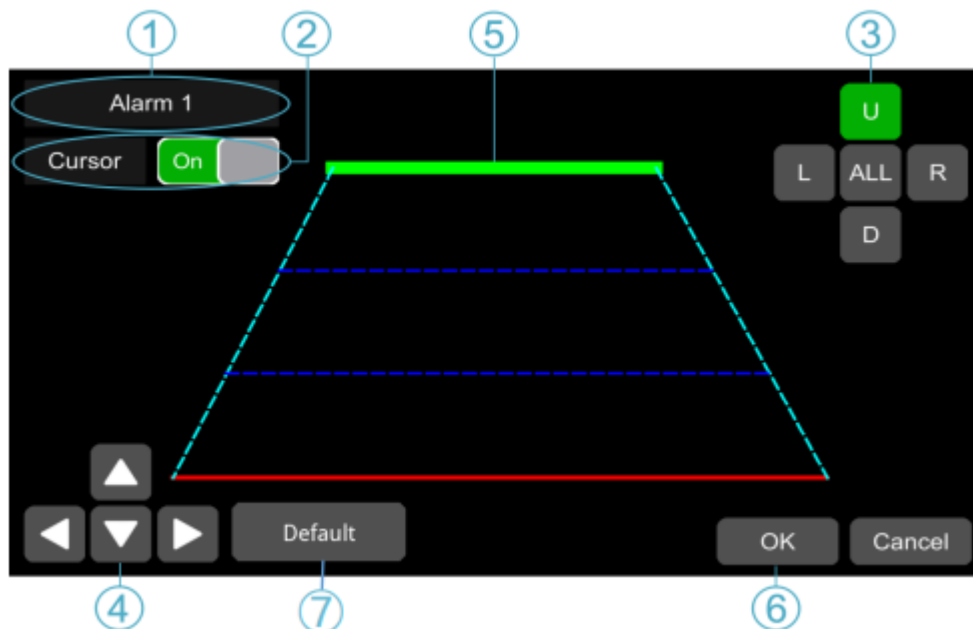 ① ② ⑤ ③
Alarm 1
U
Cursor On
L ALL R
D
Default
OK Cancel
④ ⑦ ⑥